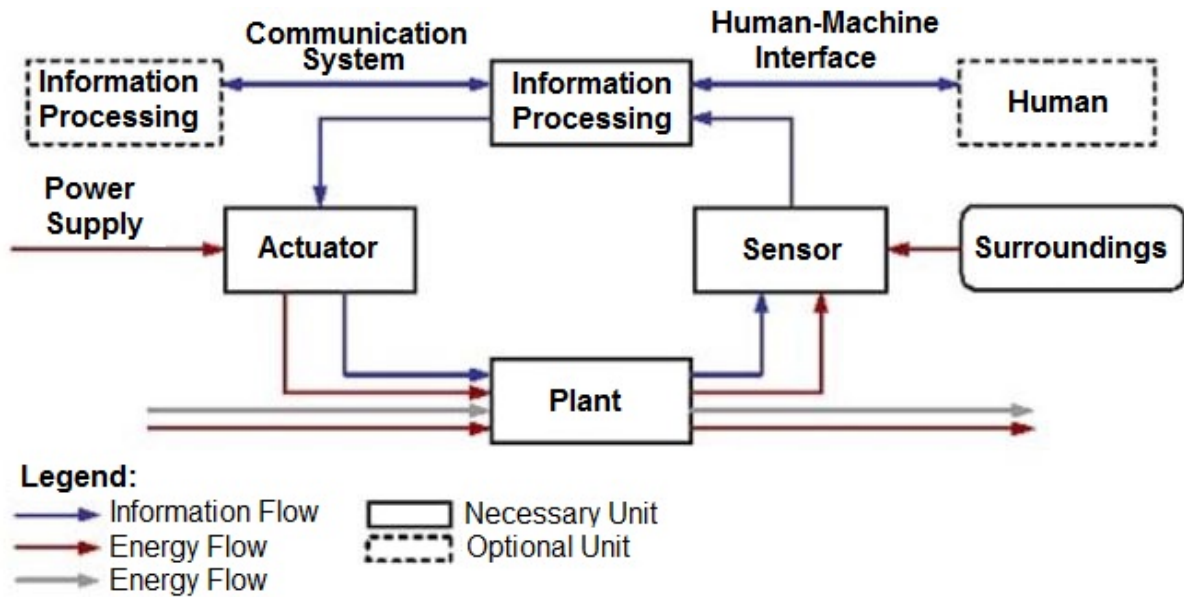 Communication
System
Human-Machine
Interface
Information
Processing
Information
Processing
Human
Power
Supply
Actuator
Sensor
Surroundings
Plant
Legend:
Information Flow
Energy Flow
Energy Flow
Necessary Unit
Optional Unit